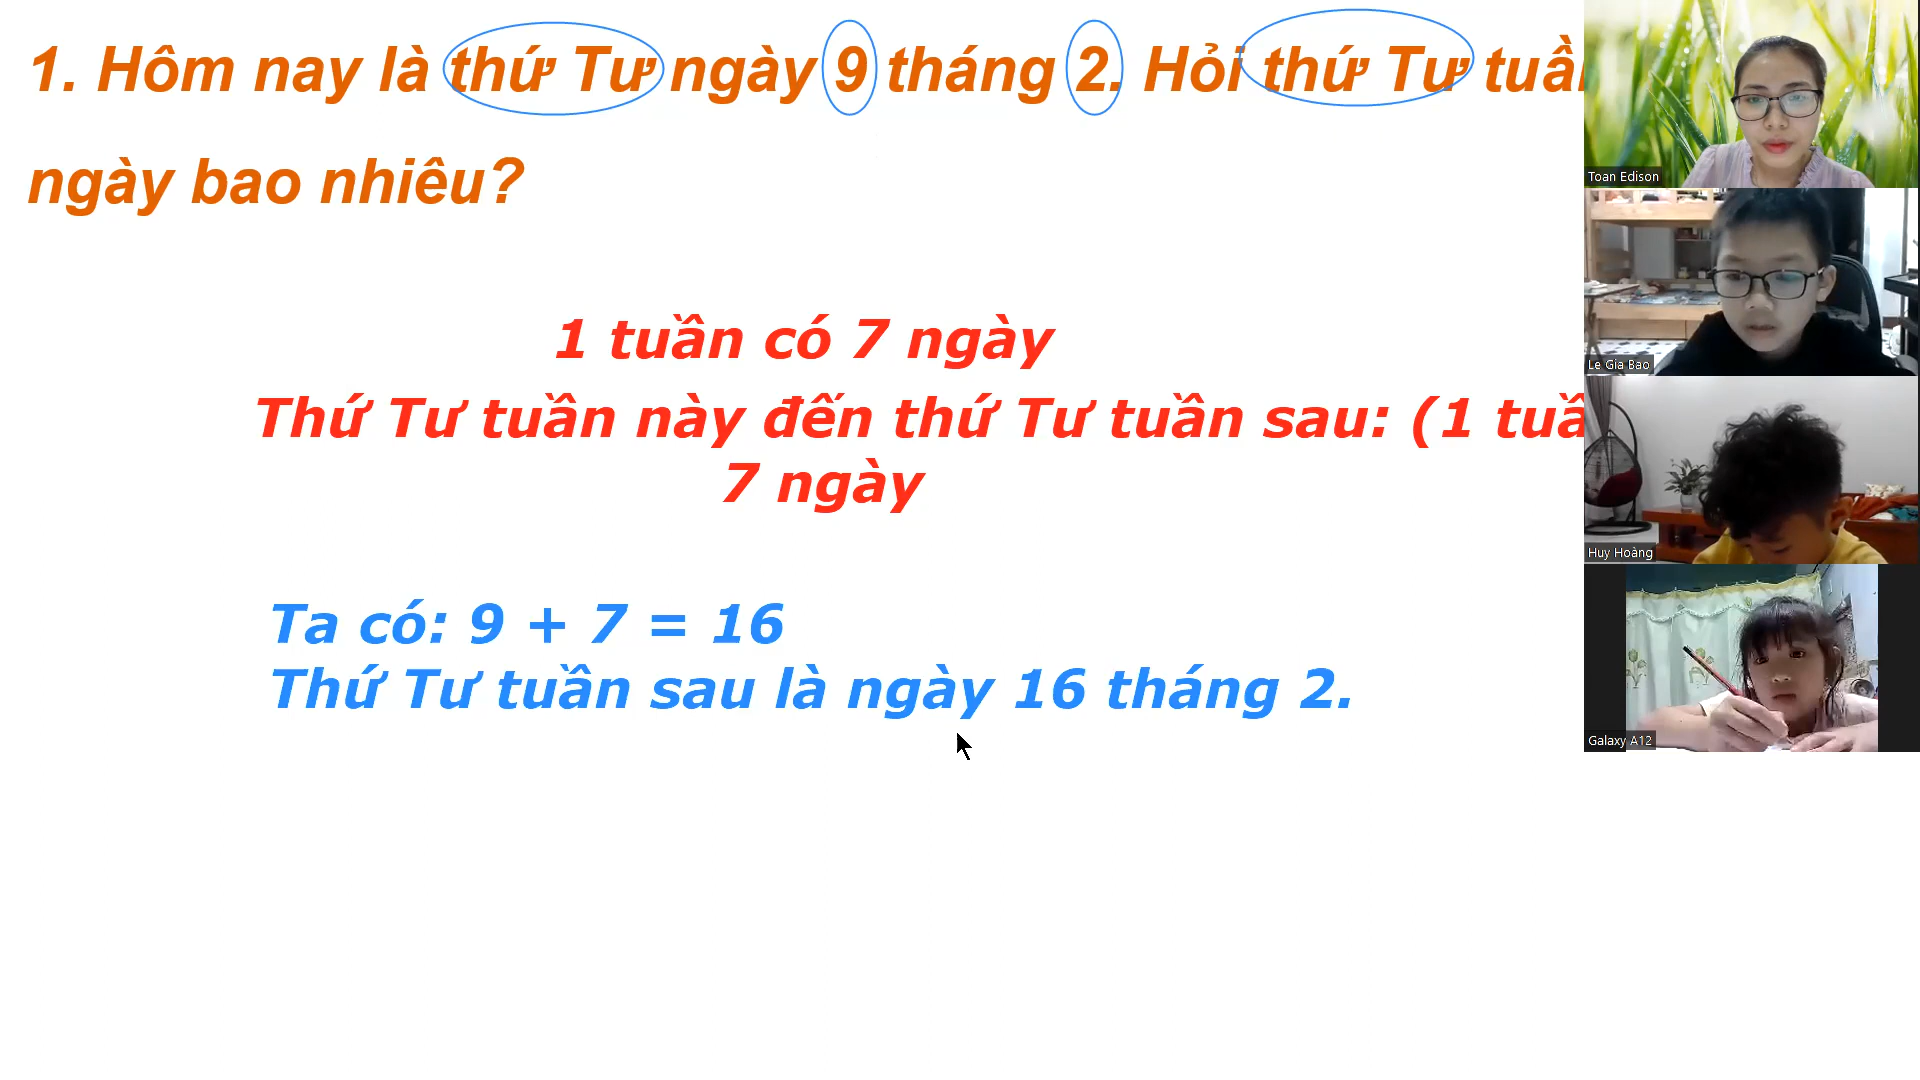 1. Hôm nay là thứ Tư ngày 9 tháng 2. Hỏi thứ Tư
ngày bao nhiêu?
1 tuần có 7 ngày
Thứ Tư tuần này đến thứ Tư tuần sau: (1
7 ngày
Ta có: 9 + 7 = 16
Thứ Tư tuần sau là ngày 16 tháng 2.
Toan Edison
Le Gia Bao
Huy Hoàng
Galaxy A12